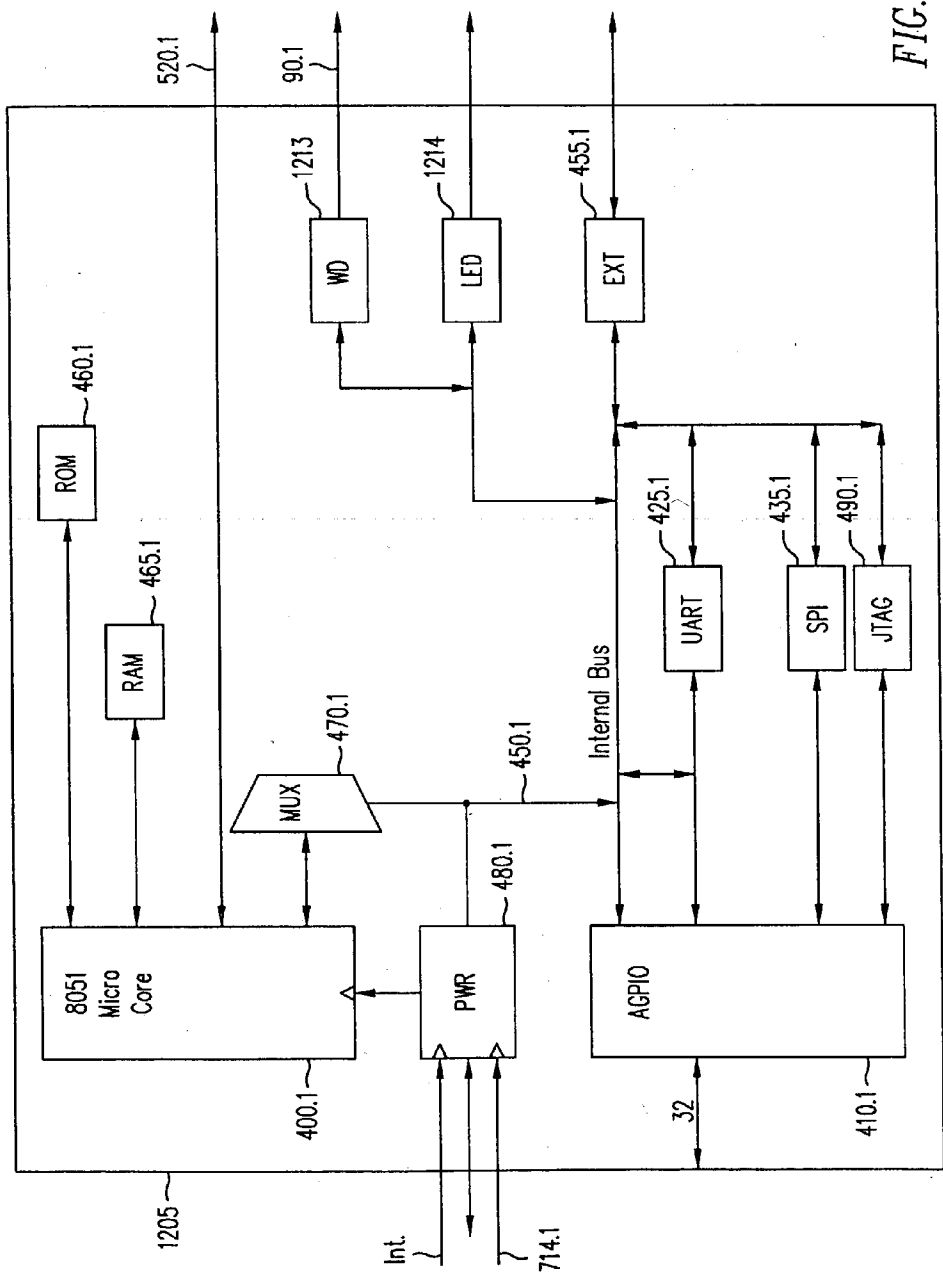 520.1
90.1
FIG.
1213
1214
455.1
WD
LED
EXT
460.1
ROM
465.1
RAM
425.1
435.1
490.1
UART
SPI
JTAG
Internal Bus
470.1
MUX
450.1
480.1
8051
Micro
Core
PWR
AGPIO
400.1
410.1
32
1205
Int.
714.1